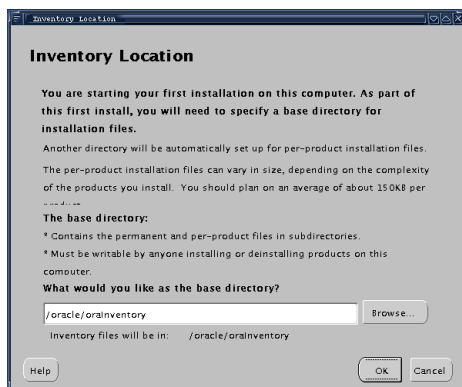 Inventory Location
Inventory Location
You are starting your first installation on this computer. As part
of this first install, you will need to specify a base directory for
installation files.
Another directory will be automatically set up for per-product installation files.
The per-product installation files can vary in size, depending on the complexity
of the products you install. You should plan on an average of about 150KB per
The base directory:
* Contains the permanent and per-product files in subdirectories.
* Must be writable by anyone installing or deinstalling products on this
computer.
What would you like as the base directory?
/oracle/oraInventory
Browse...
Inventory files will be in: /oracle/oraInventory
Help
OK
Cancel